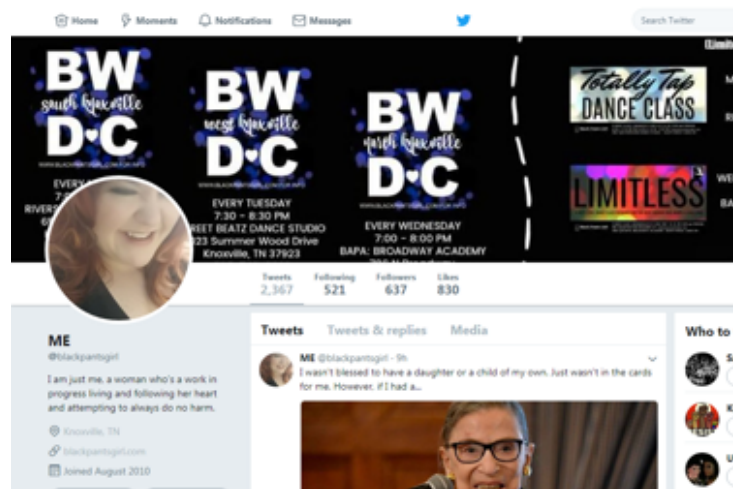 Home Moments Notifications Messages
Search Twitter
BW
south knoxville
D♥C
WWW.BLACKPANTSGIRL.COM/FOR-INFO
BW
west knoxville
D♥C
EVERY TUESDAY
7:30 - 8:30 PM
REET BEATZ DANCE STUDIO
923 Summer Wood Drive
Knoxville, TN 37923
BW
north knoxville
D♥C
EVERY WEDNESDAY
7:00 - 8:00 PM
BAPA: BROADWAY ACADEMY
Totally Tap
DANCE CLASS
LIMITLESS
Tweets Following Followers Likes
2,367 521 637 830
ME
@blackpantsgirl
I am just me, a woman who's a work in
progress living and following her heart
and attempting to always do no harm.
Knoxville, TN
blackpantsgirl.com
Joined August 2010
Tweets Tweets & replies Media
ME @blackpantsgirl · 9h
I wasn't blessed to have a daughter or a child of my own. Just wasn't in the cards
for me. However, if I had a...
Who to